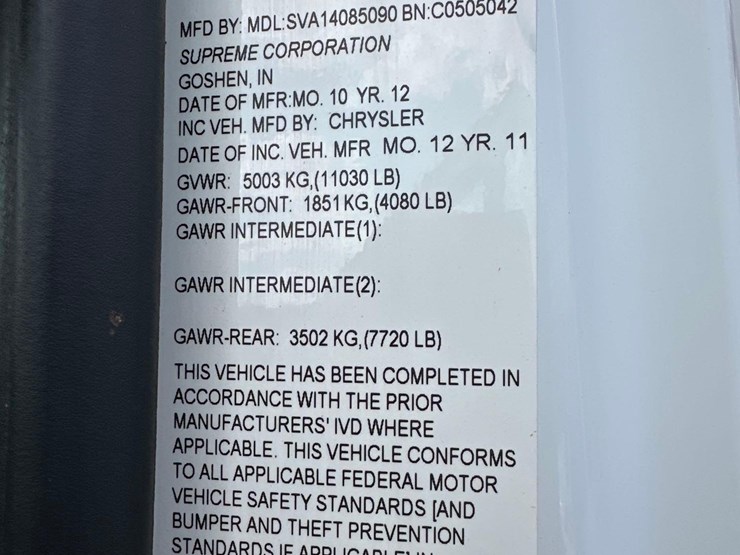 MFD BY: MDL:SVA14085090 BN:C0505042
SUPREME CORPORATION
GOSHEN, IN
DATE OF MFR:MO. 10 YR. 12
INC VEH. MFD BY: CHRYSLER
DATE OF INC. VEH. MFR MO. 12 YR. 11
GVWR: 5003 KG,(11030 LB)
GAWR-FRONT: 1851 KG,(4080 LB)
GAWR INTERMEDIATE(1):
GAWR INTERMEDIATE(2):
GAWR-REAR: 3502 KG,(7720 LB)
THIS VEHICLE HAS BEEN COMPLETED IN
ACCORDANCE WITH THE PRIOR
MANUFACTURERS' IVD WHERE
APPLICABLE. THIS VEHICLE CONFORMS
TO ALL APPLICABLE FEDERAL MOTOR
VEHICLE SAFETY STANDARDS [AND
BUMPER AND THEFT PREVENTION
STANDARDS IF